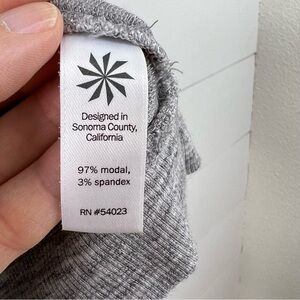 Designed in
Sonoma County,
California
97% modal,
3% spandex
RN #54023